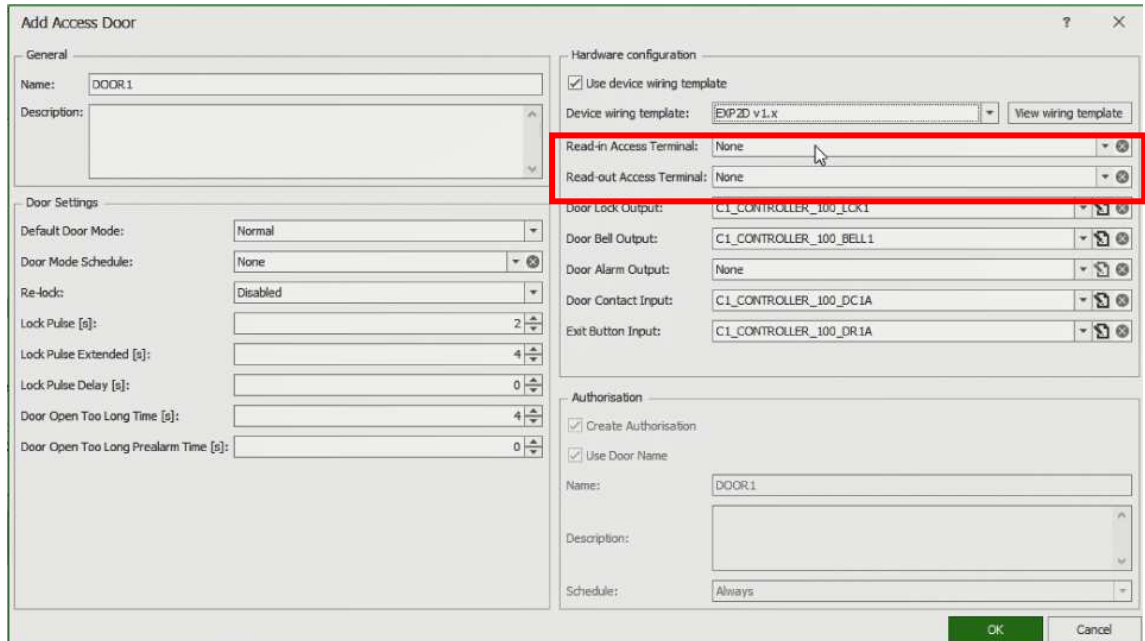 Add Access Door
?
General
Name: DOOR1
Description:
Door Settings
Default Door Mode: Normal
Door Mode Schedule: None
Re-lock: Disabled
Lock Pulse [s]: 2
Lock Pulse Extended [s]: 4
Lock Pulse Delay [s]: 0
Door Open Too Long Time [s]: 4
Door Open Too Long Prealarm Time [s]: 0
Hardware configuration
Use device wiring template
Device wiring template: EXP2D v1.x View wiring template
Read-in Access Terminal: None
Read-out Access Terminal: None
Door Lock Output: C1_CONTROLLER_100_LCK1
Door Bell Output: C1_CONTROLLER_100_BELL1
Door Alarm Output: None
Door Contact Input: C1_CONTROLLER_100_DC1A
Exit Button Input: C1_CONTROLLER_100_DR1A
Authorisation
Create Authorisation
Use Door Name
Name: DOOR1
Description:
Schedule: Always
OK Cancel